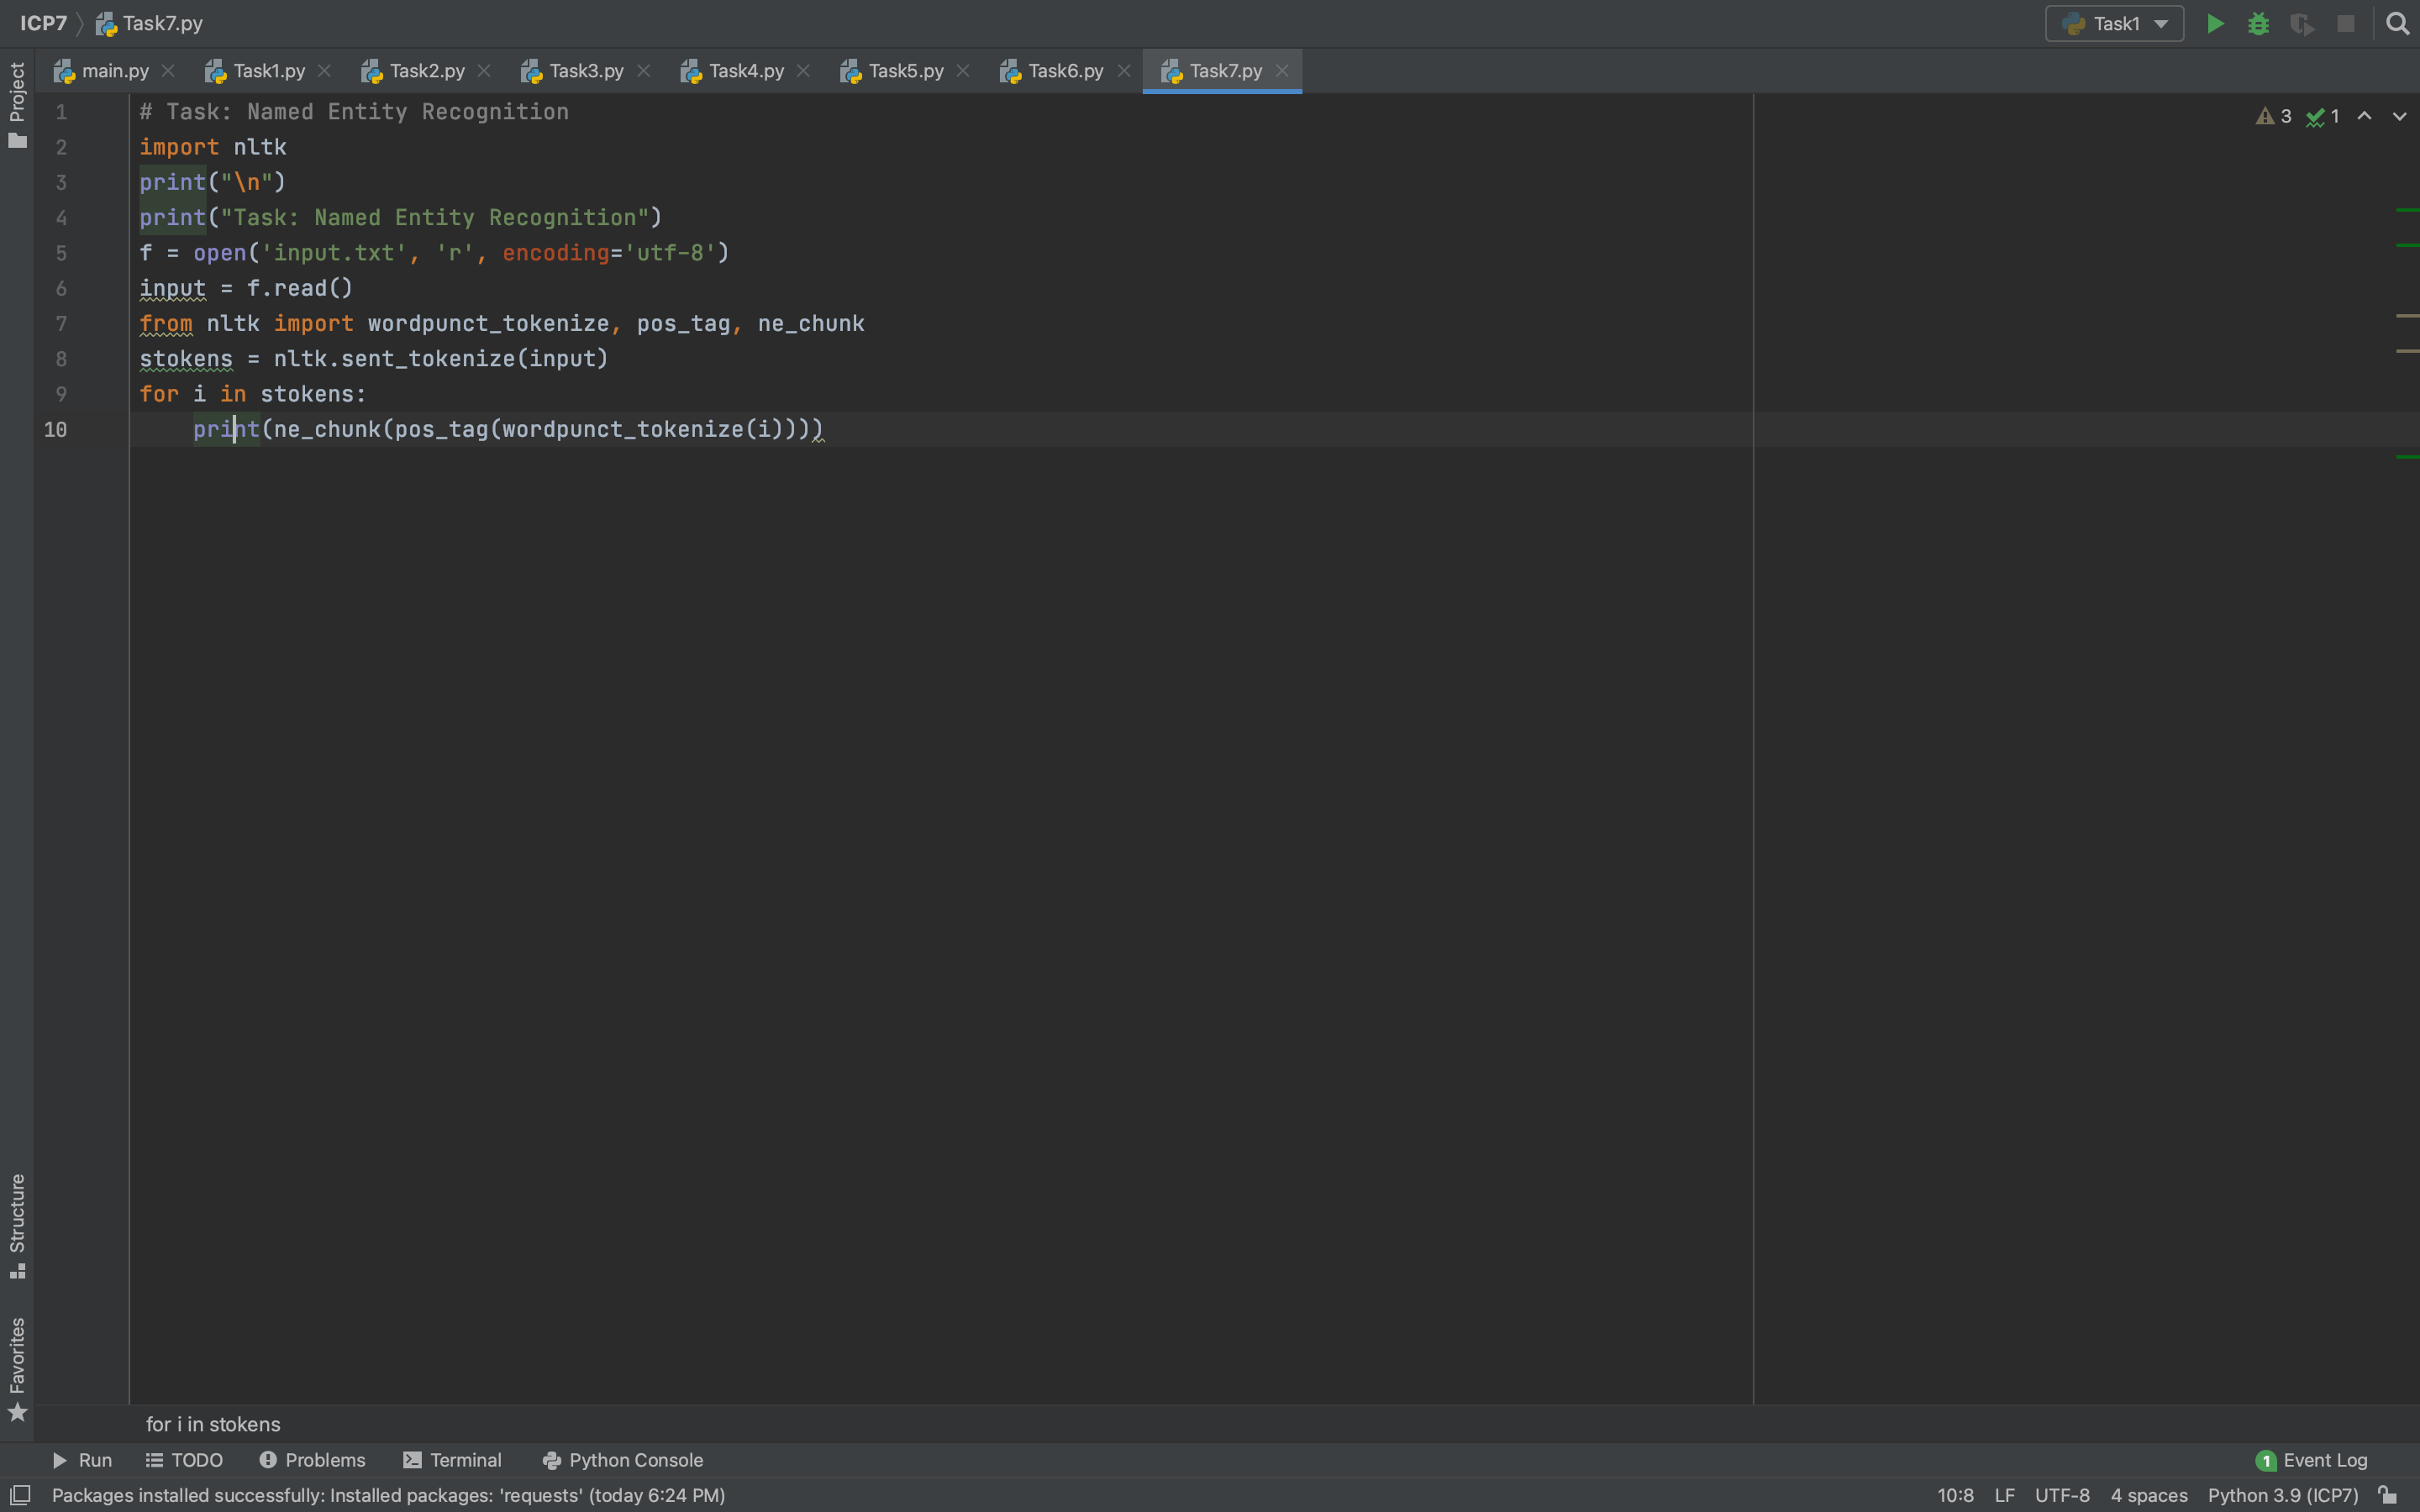 ICP7 Task7.py Task1
main.py Task1.py Task2.py Task3.py Task4.py Task5.py Task6.py Task7.py
Project
3 1
1 # Task: Named Entity Recognition
2 import nltk
3 print("\n")
4 print("Task: Named Entity Recognition")
5 f = open('input.txt', 'r', encoding='utf-8')
6 input = f.read()
7 from nltk import wordpunct_tokenize, pos_tag, ne_chunk
8 stokens = nltk.sent_tokenize(input)
9 for i in stokens:
10     print(ne_chunk(pos_tag(wordpunct_tokenize(i))))
Structure
Favorites
for i in stokens
Run TODO Problems Terminal Python Console 1 Event Log
Packages installed successfully: Installed packages: 'requests' (today 6:24 PM) 10:8 LF UTF-8 4 spaces Python 3.9 (ICP7)